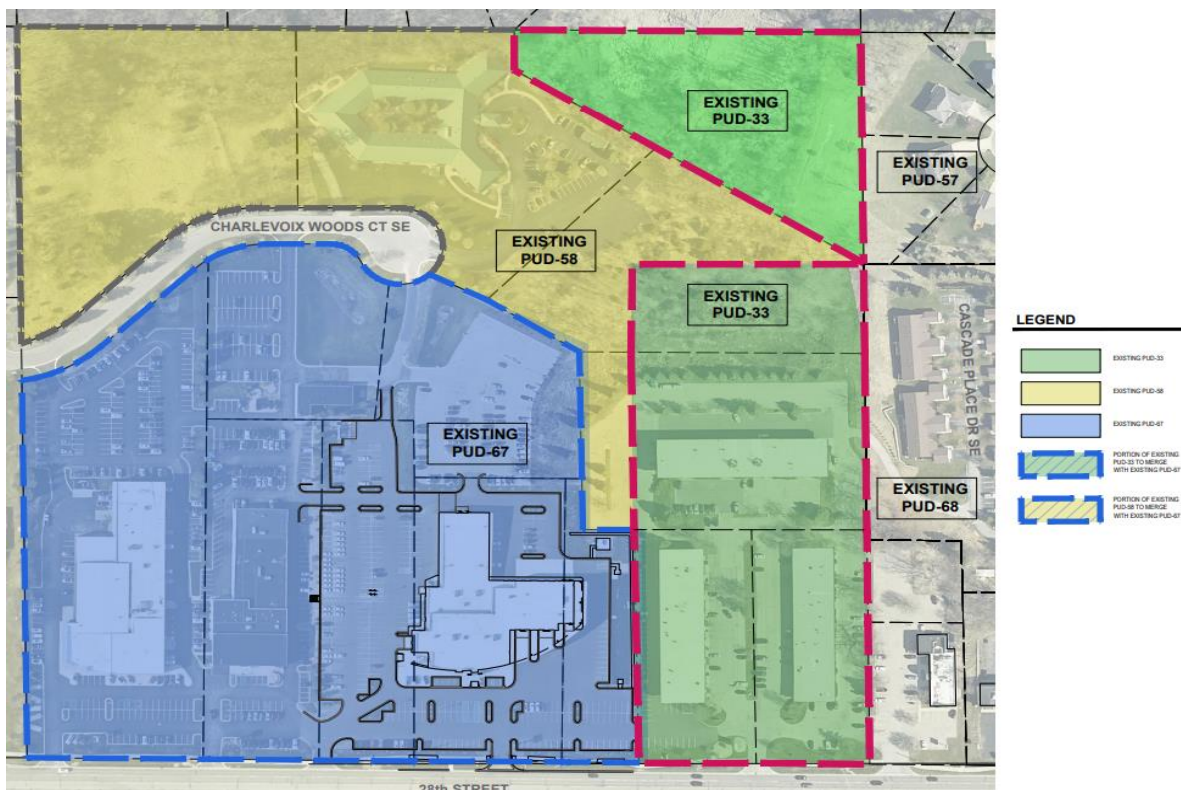 EXISTING
PUD-33
EXISTING
PUD-57
CHARLEVOIX WOODS CT SE
EXISTING
PUD-58
EXISTING
PUD-33
CASCADE PLACE DR SE
EXISTING
PUD-67
EXISTING
PUD-68
28th STREET
LEGEND
EXISTING PUD-33
EXISTING PUD-58
EXISTING PUD-67
PORTION OF EXISTING
PUD-33 TO MERGE
WITH EXISTING PUD-67
PORTION OF EXISTING
PUD-58 TO MERGE
WITH EXISTING PUD-67